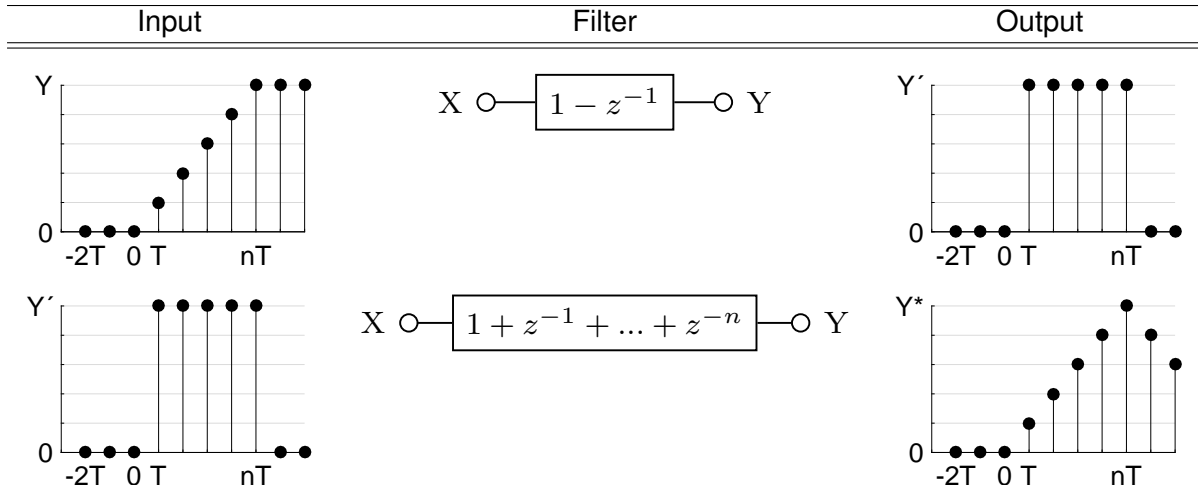 Input Filter Output
Y
0
-2T 0 T nT
X 1 − z⁻¹ Y
Y´
0
-2T 0 T nT
Y´
0
-2T 0 T nT
X 1 + z⁻¹ + ... + z⁻ⁿ Y
Y*
0
-2T 0 T nT